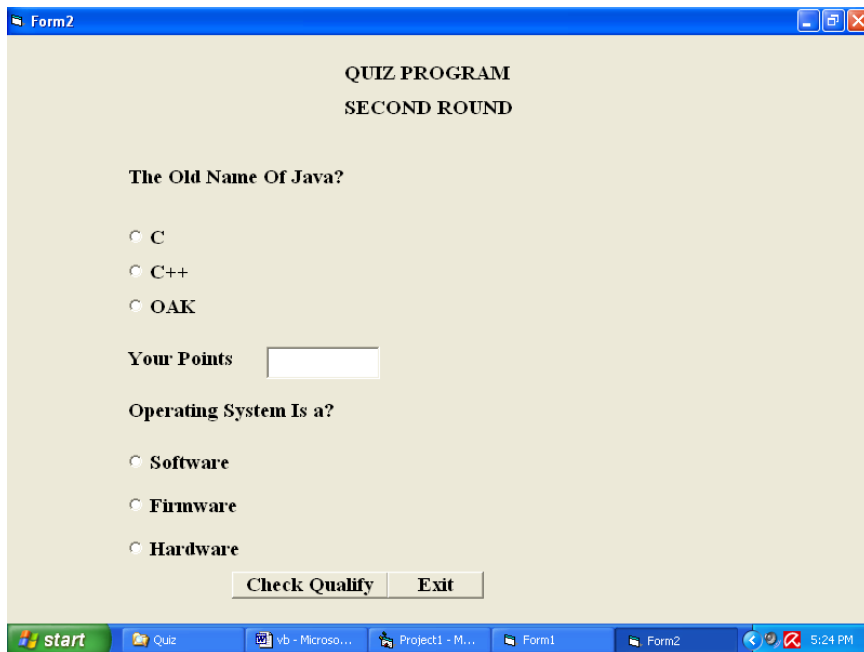 Form2
QUIZ PROGRAM
SECOND ROUND
The Old Name Of Java?
C
C++
OAK
Your Points
Operating System Is a?
Software
Firmware
Hardware
Check Qualify Exit
start Quiz vb - Microso... Project1 - M... Form1 Form2 5:24 PM